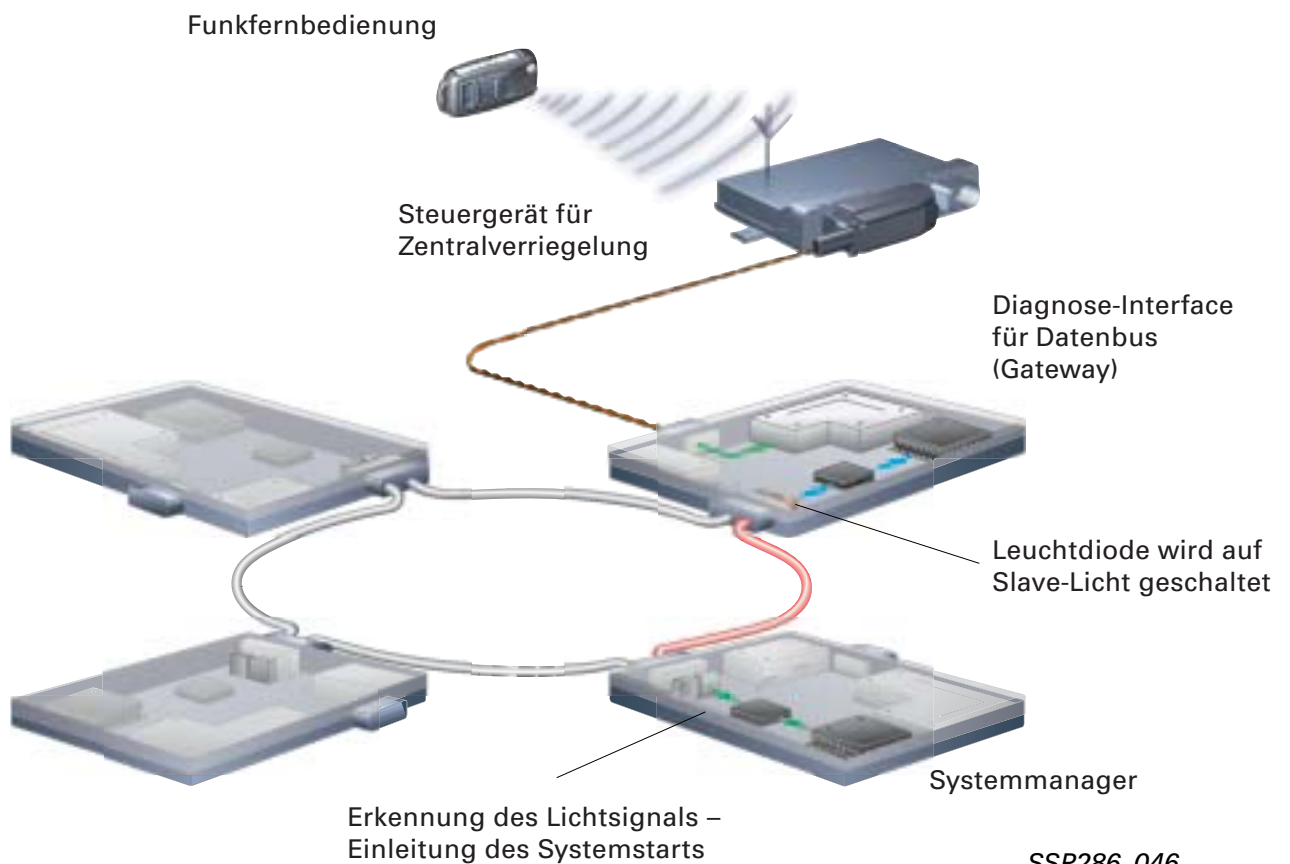 Funkfernbedienung
Steuergerät für
Zentralverriegelung
Diagnose-Interface
für Datenbus
(Gateway)
Leuchtdiode wird auf
Slave-Licht geschaltet
Systemmanager
Erkennung des Lichtsignals –
Einleitung des Systemstarts
SSP286_046